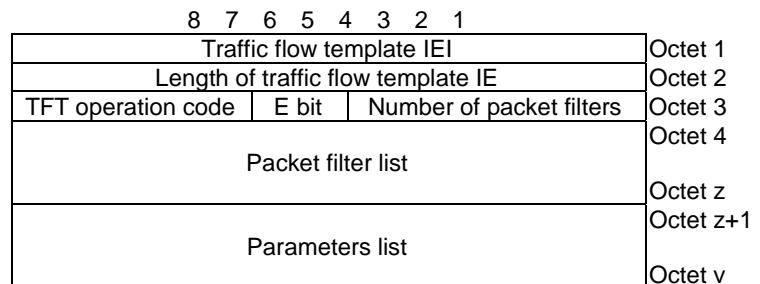 8 7 6 5 4 3 2 1
Traffic flow template IEI Octet 1
Length of traffic flow template IE Octet 2
TFT operation code E bit Number of packet filters Octet 3
Octet 4
Packet filter list
Octet z
Octet z+1
Parameters list
Octet v